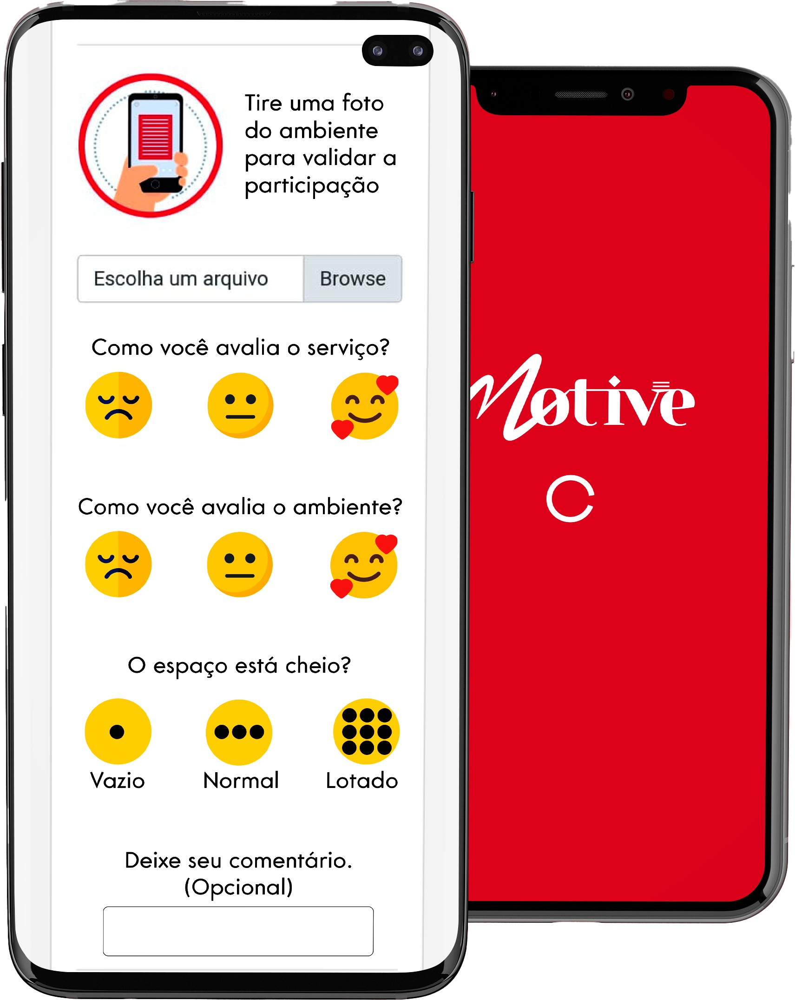 Tire uma foto
do ambiente
para validar a
participação
Escolha um arquivo
Browse
Como você avalia o serviço?
Como você avalia o ambiente?
O espaço está cheio?
Vazio
Normal
Lotado
Deixe seu comentário.
(Opcional)
Motive